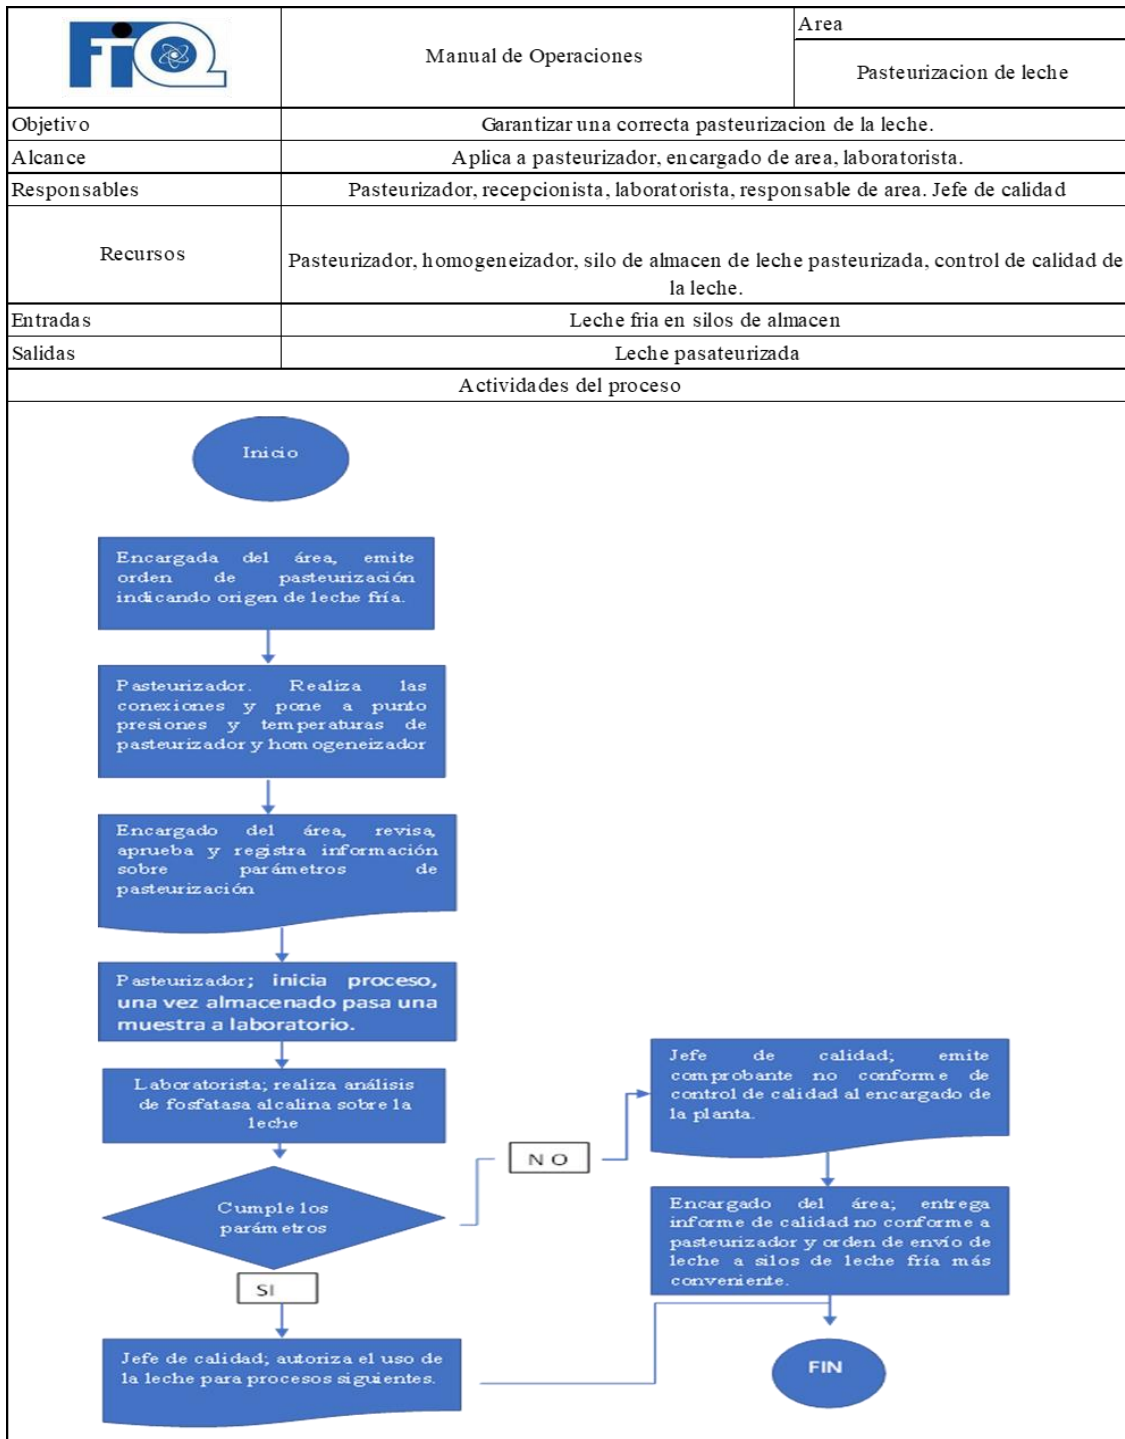 FIQ
Manual de Operaciones
Area
Pasteurizacion de leche
Objetivo
Garantizar una correcta pasteurizacion de la leche.
Alcance
Aplica a pasteurizador, encargado de area, laboratorista.
Responsables
Pasteurizador, recepcionista, laboratorista, responsable de area. Jefe de calidad
Recursos
Pasteurizador, homogeneizador, silo de almacen de leche pasteurizada, control de calidad de
la leche.
Entradas
Leche fria en silos de almacen
Salidas
Leche pasateurizada
Actividades del proceso
Inicio
Encargada del área, emite
orden de pasteurización
indicando origen de leche fría.
Pasteurizador. Realiza las
conexiones y pone a punto
presiones y temperaturas de
pasteurizador y homogeneizador
Encargado del área, revisa,
aprueba y registra información
sobre parámetros de
pasteurización
Pasteurizador; inicia proceso,
una vez almacenado pasa una
muestra a laboratorio.
Laboratorista; realiza análisis
de fosfatasa alcalina sobre la
leche
Cumple los
parámetros
NO
Jefe de calidad; emite
comprobante no conforme de
control de calidad al encargado de
la planta.
Encargado del área; entrega
informe de calidad no conforme a
pasteurizador y orden de envío de
leche a silos de leche fría más
conveniente.
SI
Jefe de calidad; autoriza el uso de
la leche para procesos siguientes.
FIN